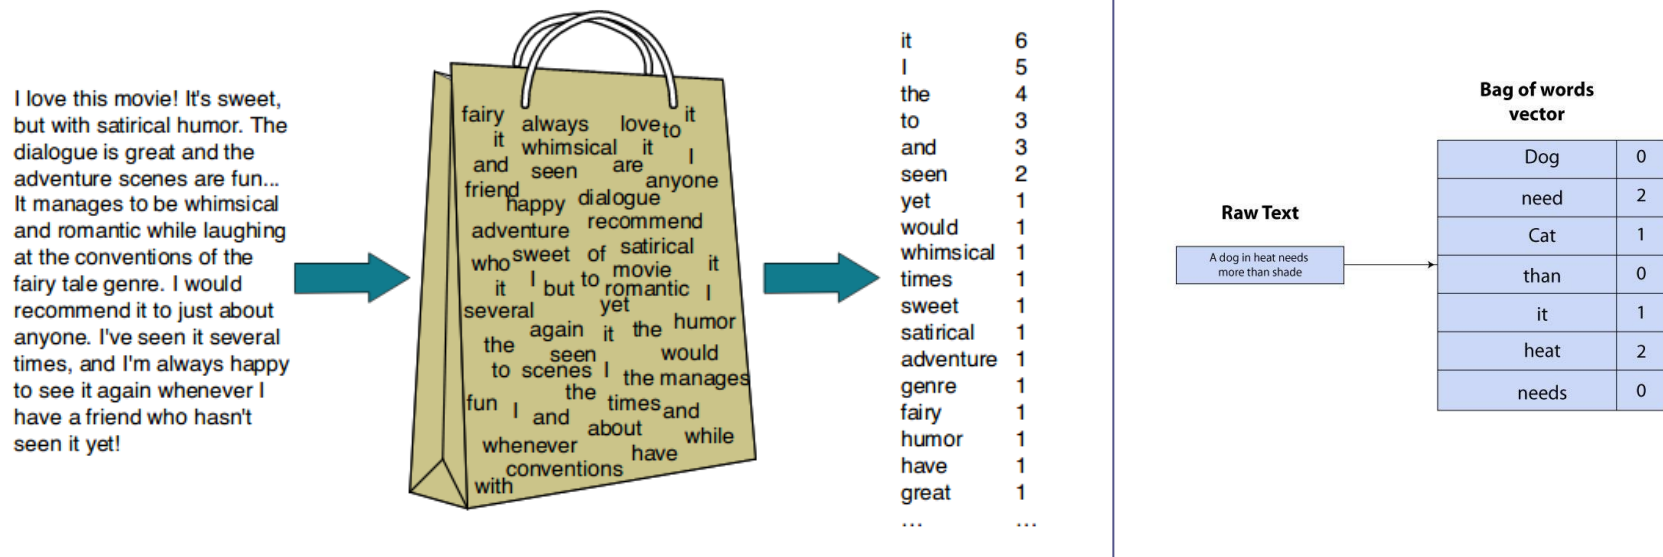 I love this movie! It's sweet,
but with satirical humor. The
dialogue is great and the
adventure scenes are fun...
It manages to be whimsical
and romantic while laughing
at the conventions of the
fairy tale genre. I would
recommend it to just about
anyone. I've seen it several
times, and I'm always happy
to see it again whenever I
have a friend who hasn't
seen it yet!
fairy always love to it
it whimsical it I
and seen are anyone
friend happy dialogue
adventure recommend
who sweet of satirical
it I but to movie it
romantic I
several yet
again it the humor
the seen would
to scenes I the manages
fun I and the times and
about while
whenever have
conventions
with
it 6
I 5
the 4
to 3
and 3
seen 2
yet 1
would 1
whimsical 1
times 1
sweet 1
satirical 1
adventure 1
genre 1
fairy 1
humor 1
have 1
great 1
... ...
Raw Text
A dog in heat needs
more than shade
Bag of words
vector
Dog 0
need 2
Cat 1
than 0
it 1
heat 2
needs 0